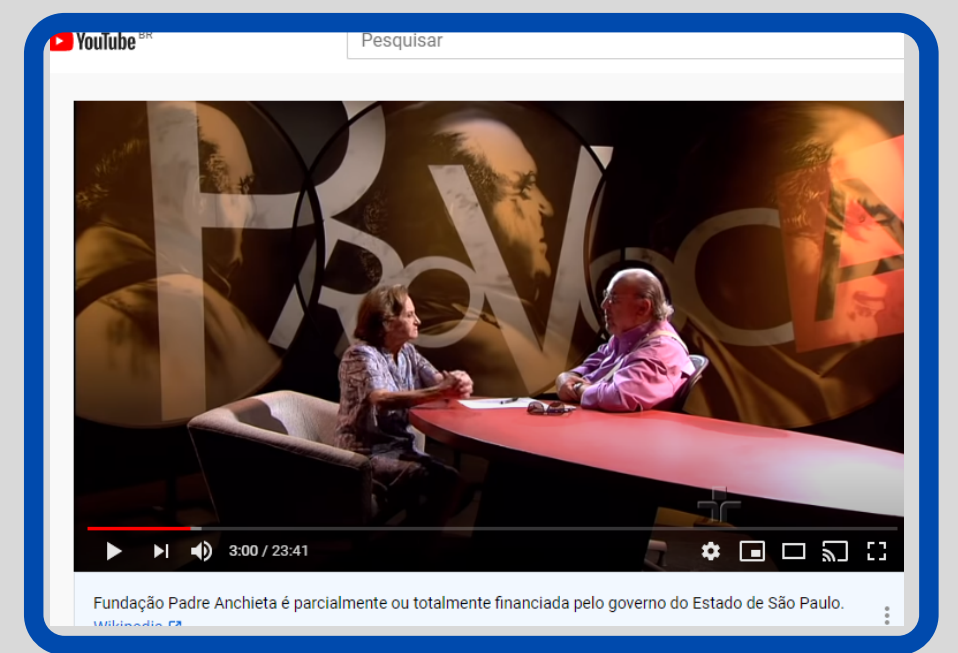 YouTube BR
Pesquisar
PROVOCA
3:00 / 23:41
Fundação Padre Anchieta é parcialmente ou totalmente financiada pelo governo do Estado de São Paulo.
Wikipedia